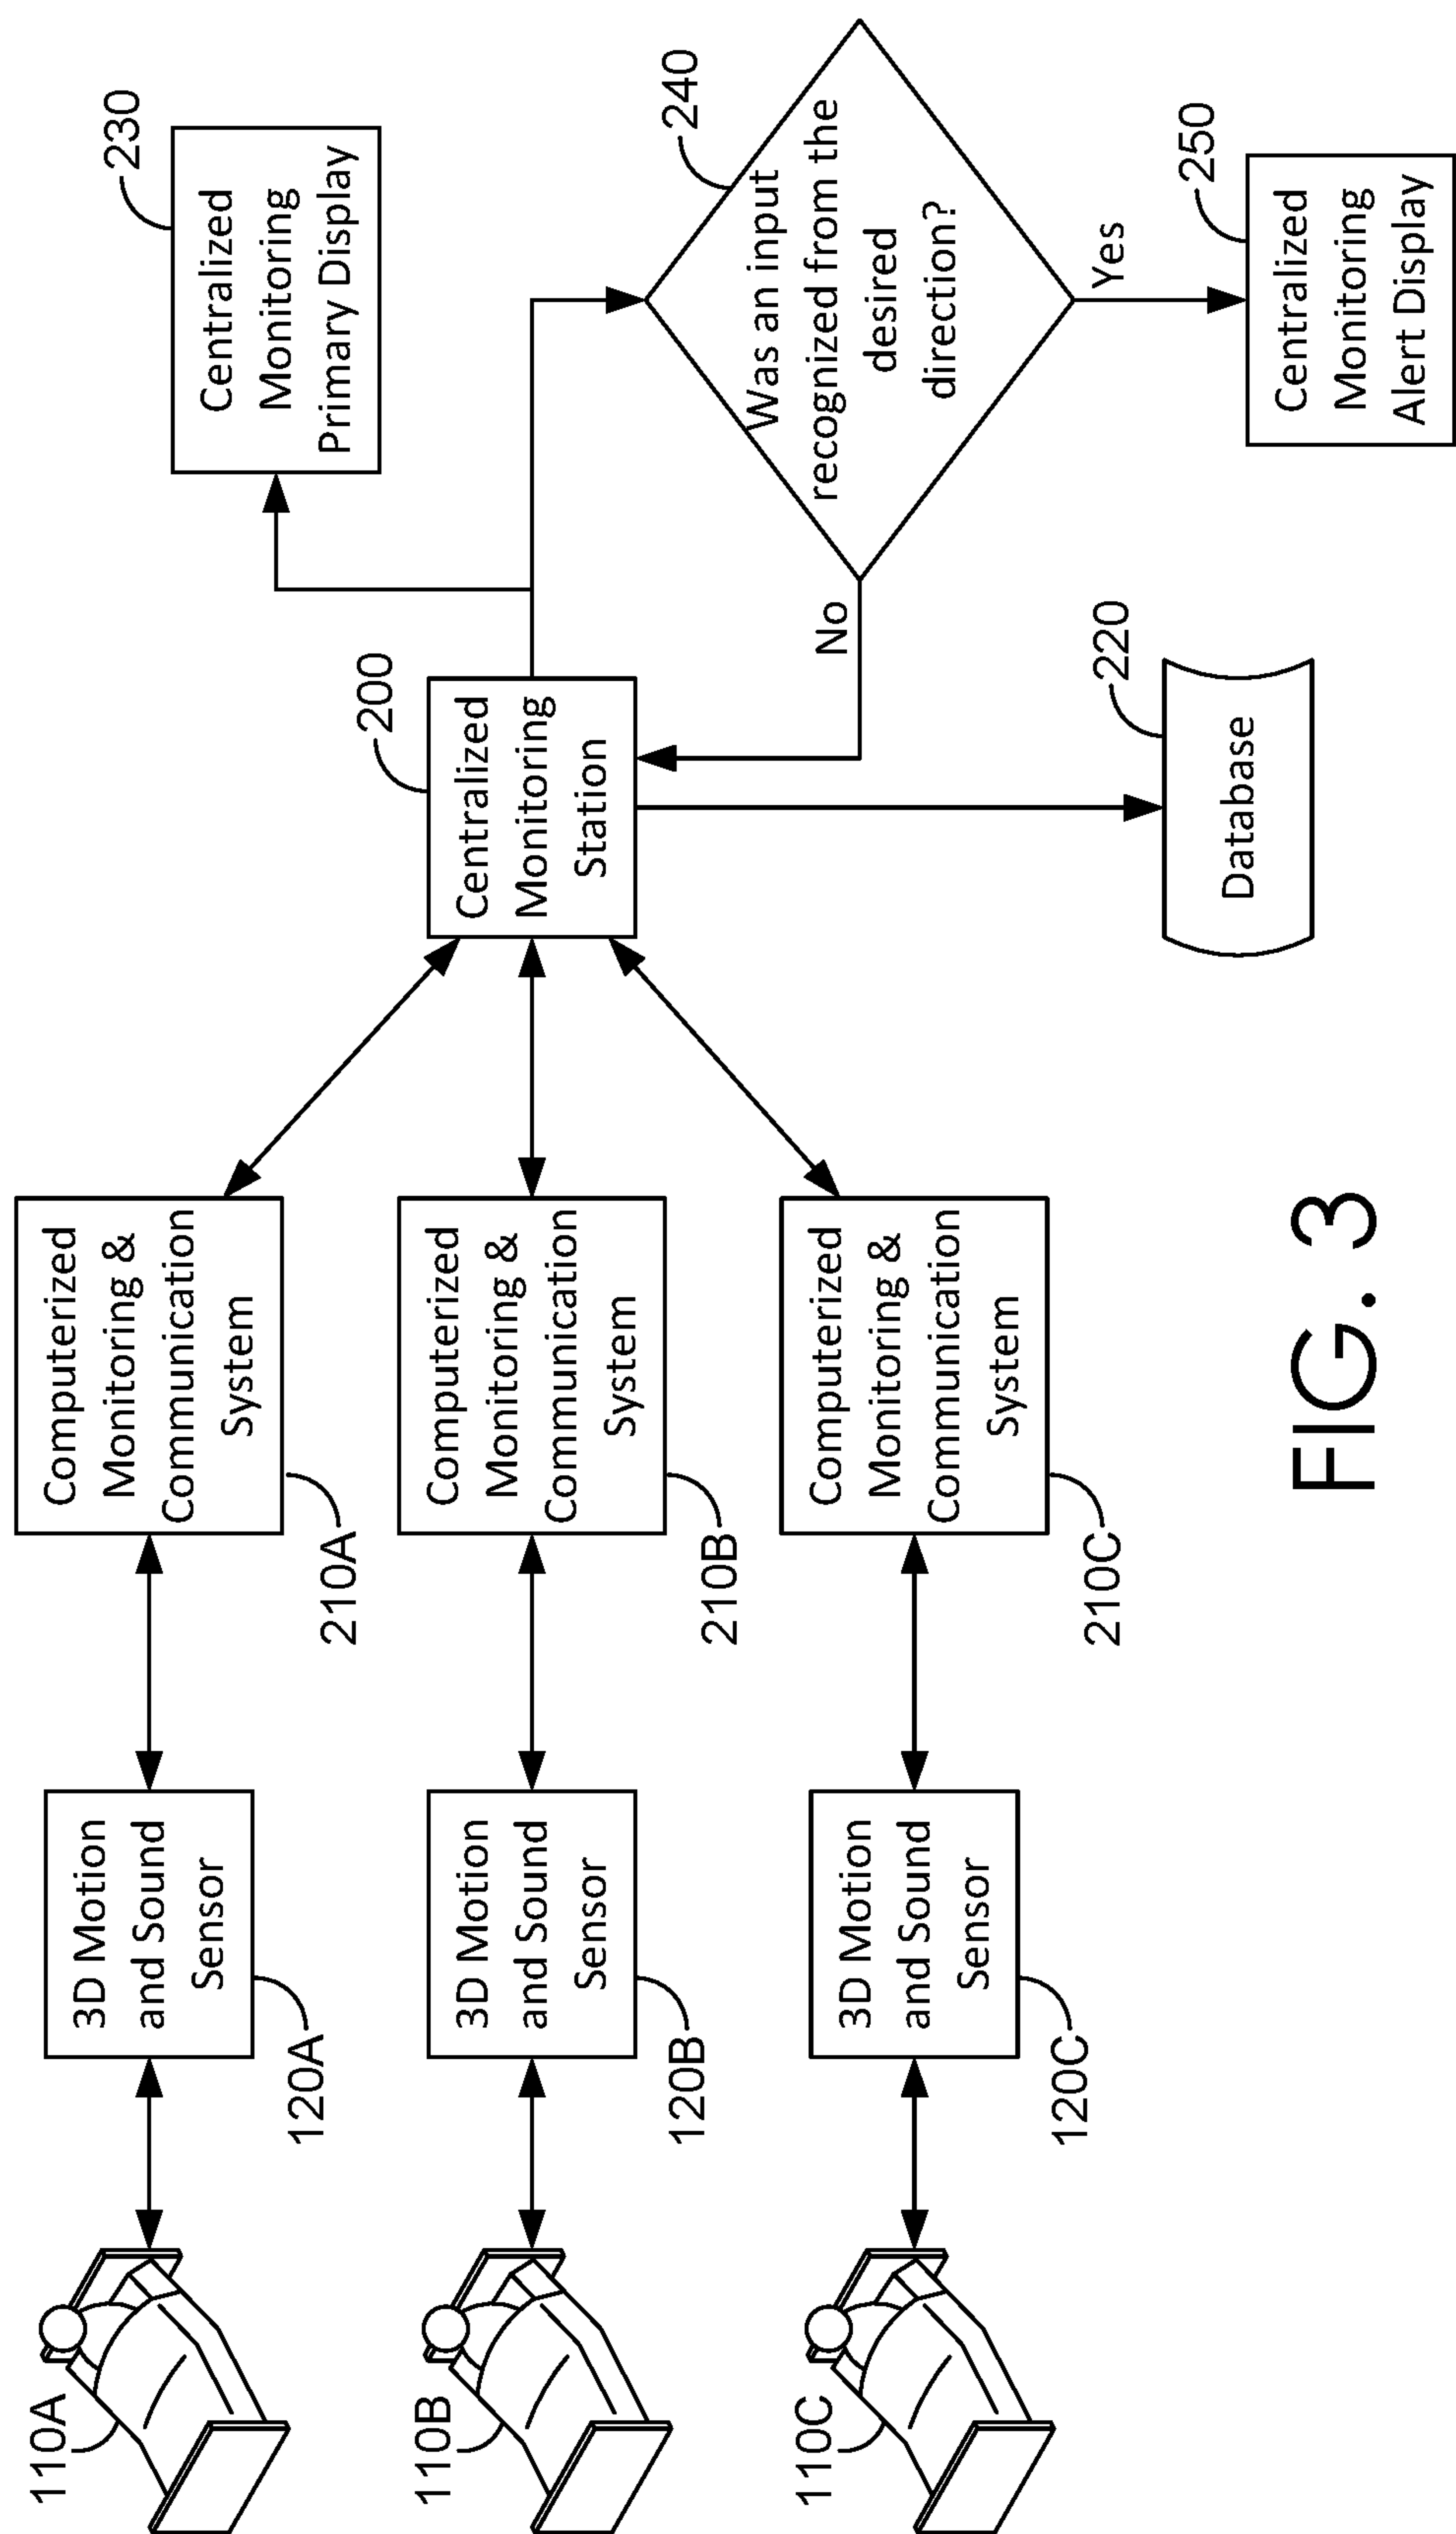 110A
3D Motion
and Sound
Sensor
120A
Computerized
Monitoring &
Communication
System
210A
110B
3D Motion
and Sound
Sensor
120B
Computerized
Monitoring &
Communication
System
210B
110C
3D Motion
and Sound
Sensor
120C
Computerized
Monitoring &
Communication
System
210C
200
Centralized
Monitoring
Station
220
Database
230
Centralized
Monitoring
Primary Display
240
Was an input
recognized from the
desired
direction?
No
Yes
250
Centralized
Monitoring
Alert Display
FIG. 3